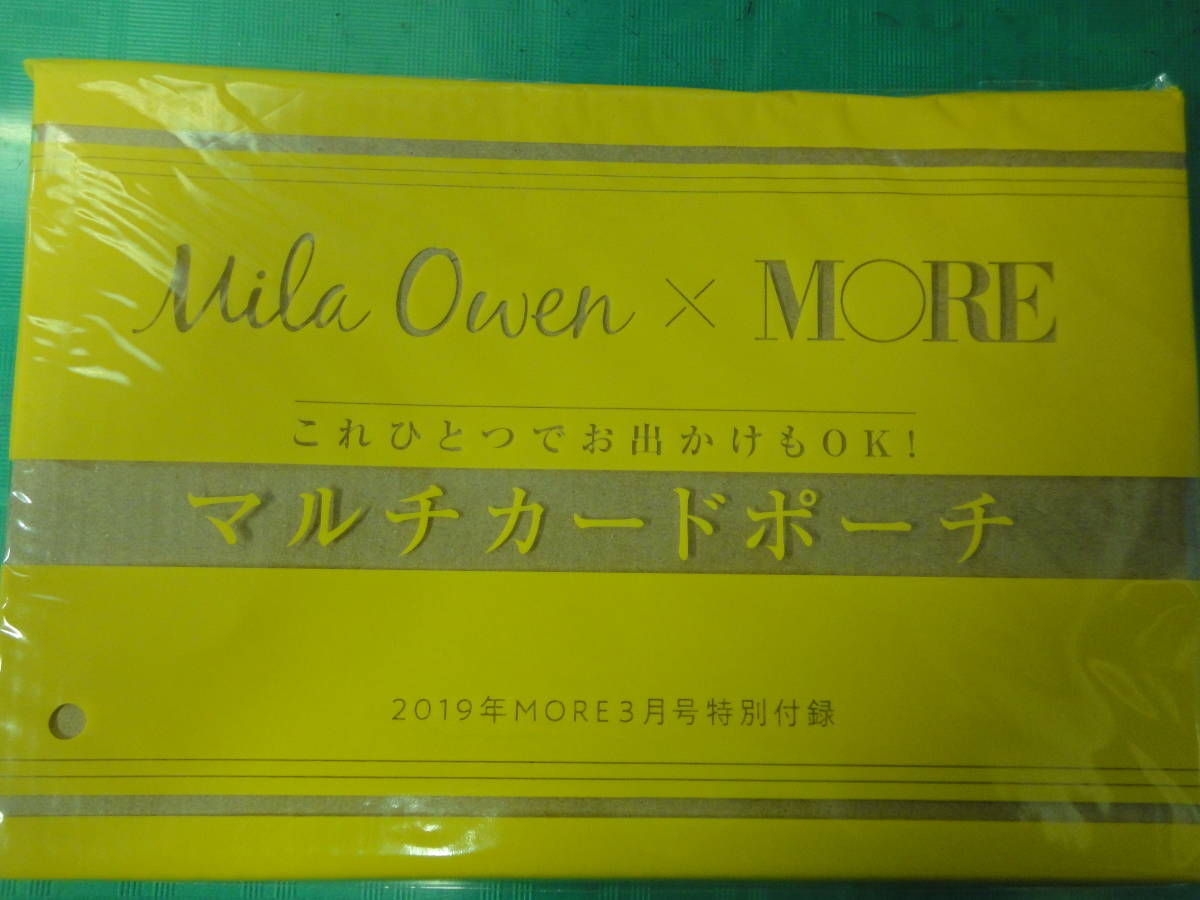 Mila Owen × MORE
これひとつでお出かけもOK!
マルチカードポーチ
2019年MORE3月号特別付録